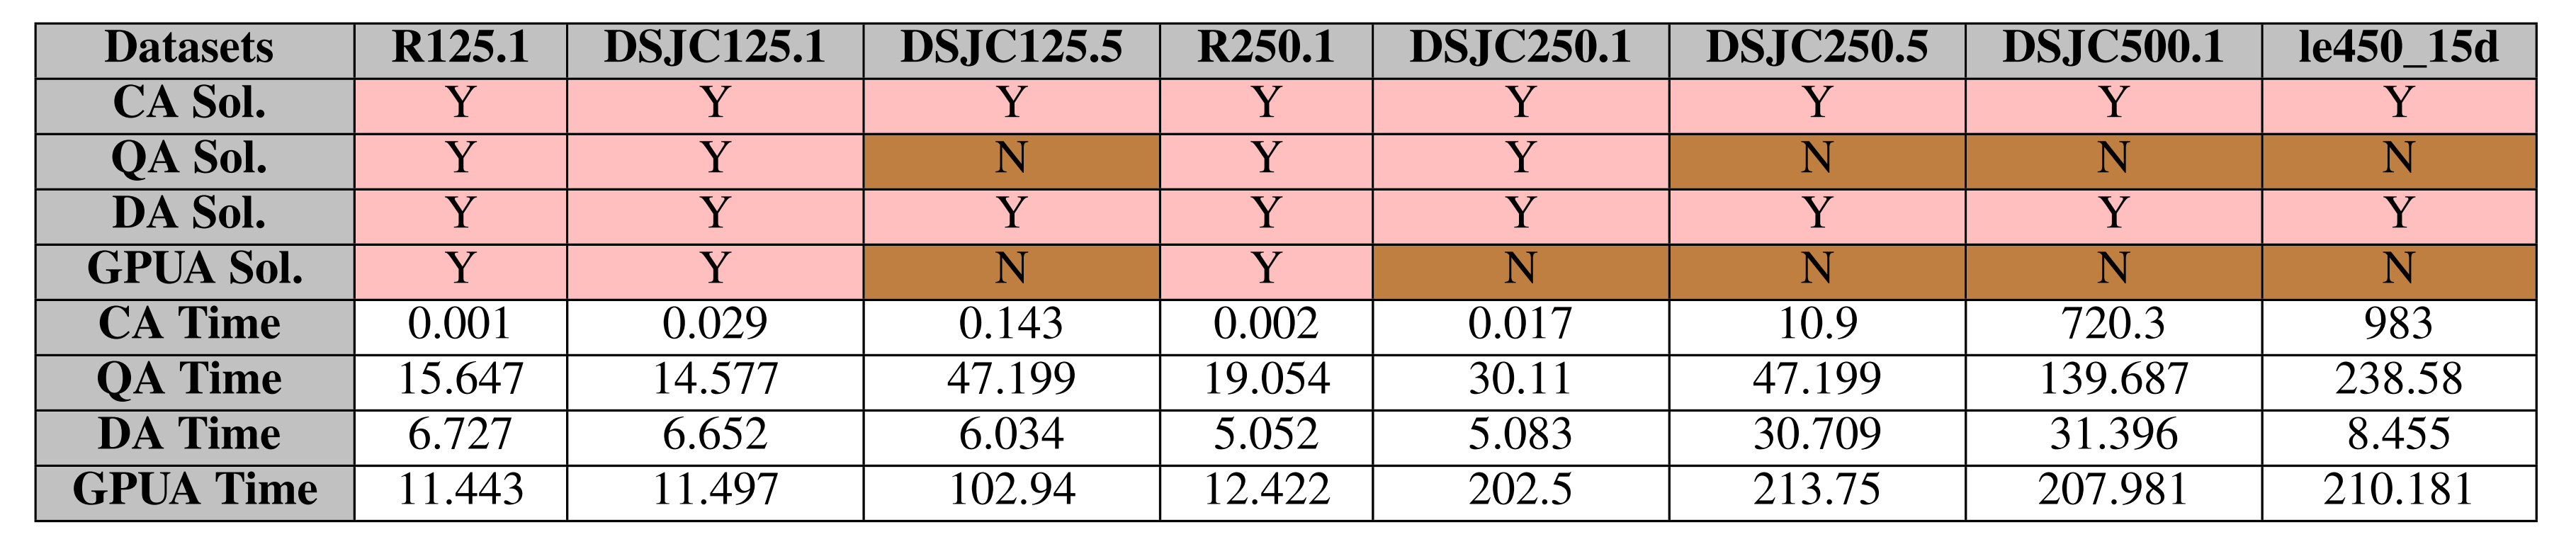 Datasets R125.1 DSJC125.1 DSJC125.5 R250.1 DSJC250.1 DSJC250.5 DSJC500.1 le450_15d
CA Sol. Y Y Y Y Y Y Y Y
QA Sol. Y Y N Y Y N N N
DA Sol. Y Y Y Y Y Y Y Y
GPUA Sol. Y Y N Y N N N N
CA Time 0.001 0.029 0.143 0.002 0.017 10.9 720.3 983
QA Time 15.647 14.577 47.199 19.054 30.11 47.199 139.687 238.58
DA Time 6.727 6.652 6.034 5.052 5.083 30.709 31.396 8.455
GPUA Time 11.443 11.497 102.94 12.422 202.5 213.75 207.981 210.181